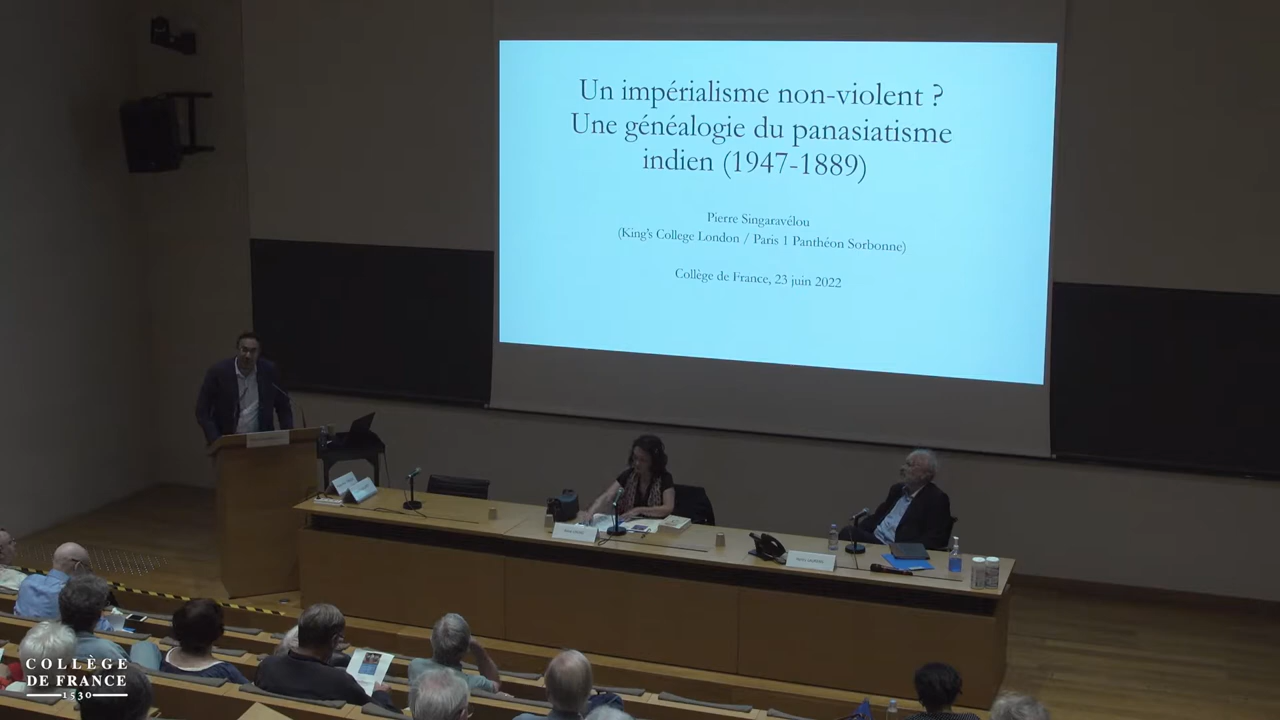 Un impérialisme non-violent ?
Une généalogie du panasiatisme
indien (1947-1889)
Pierre Singaravélou
(King's College London / Paris 1 Panthéon Sorbonne)
Collège de France, 23 juin 2022
COLLÈGE
DE FRANCE
1530